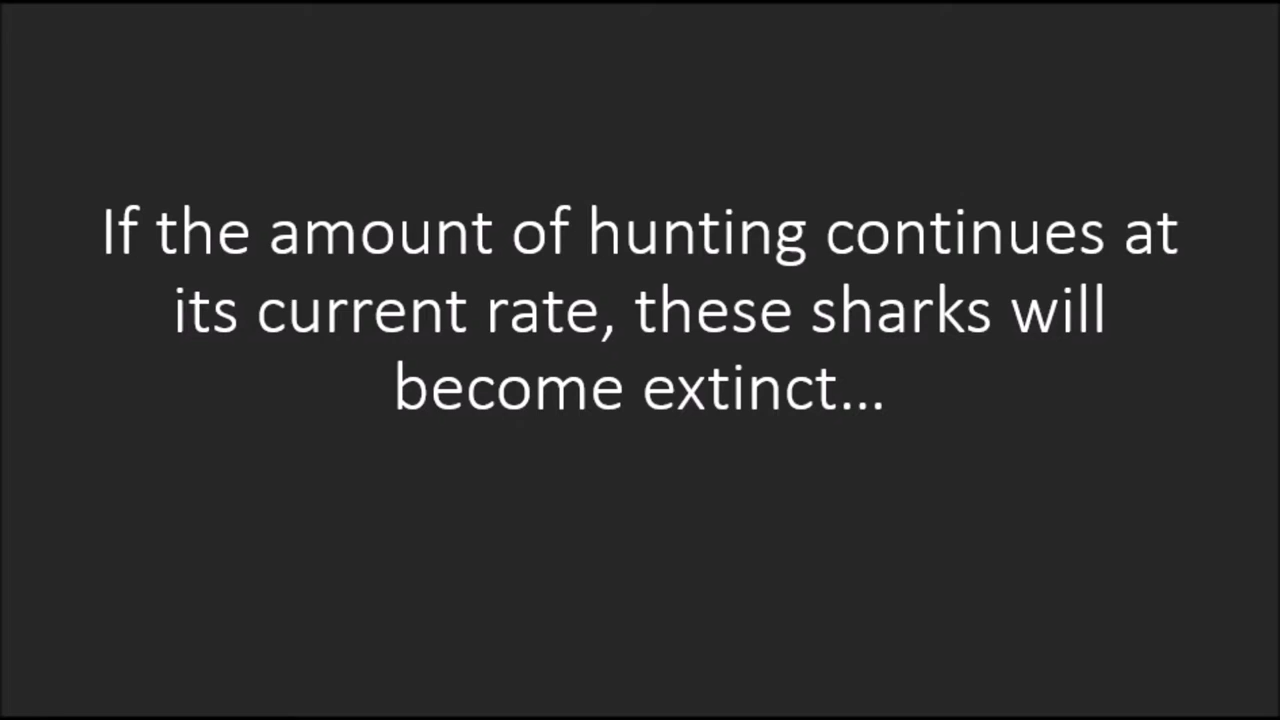 If the amount of hunting continues at
its current rate, these sharks will
become extinct...